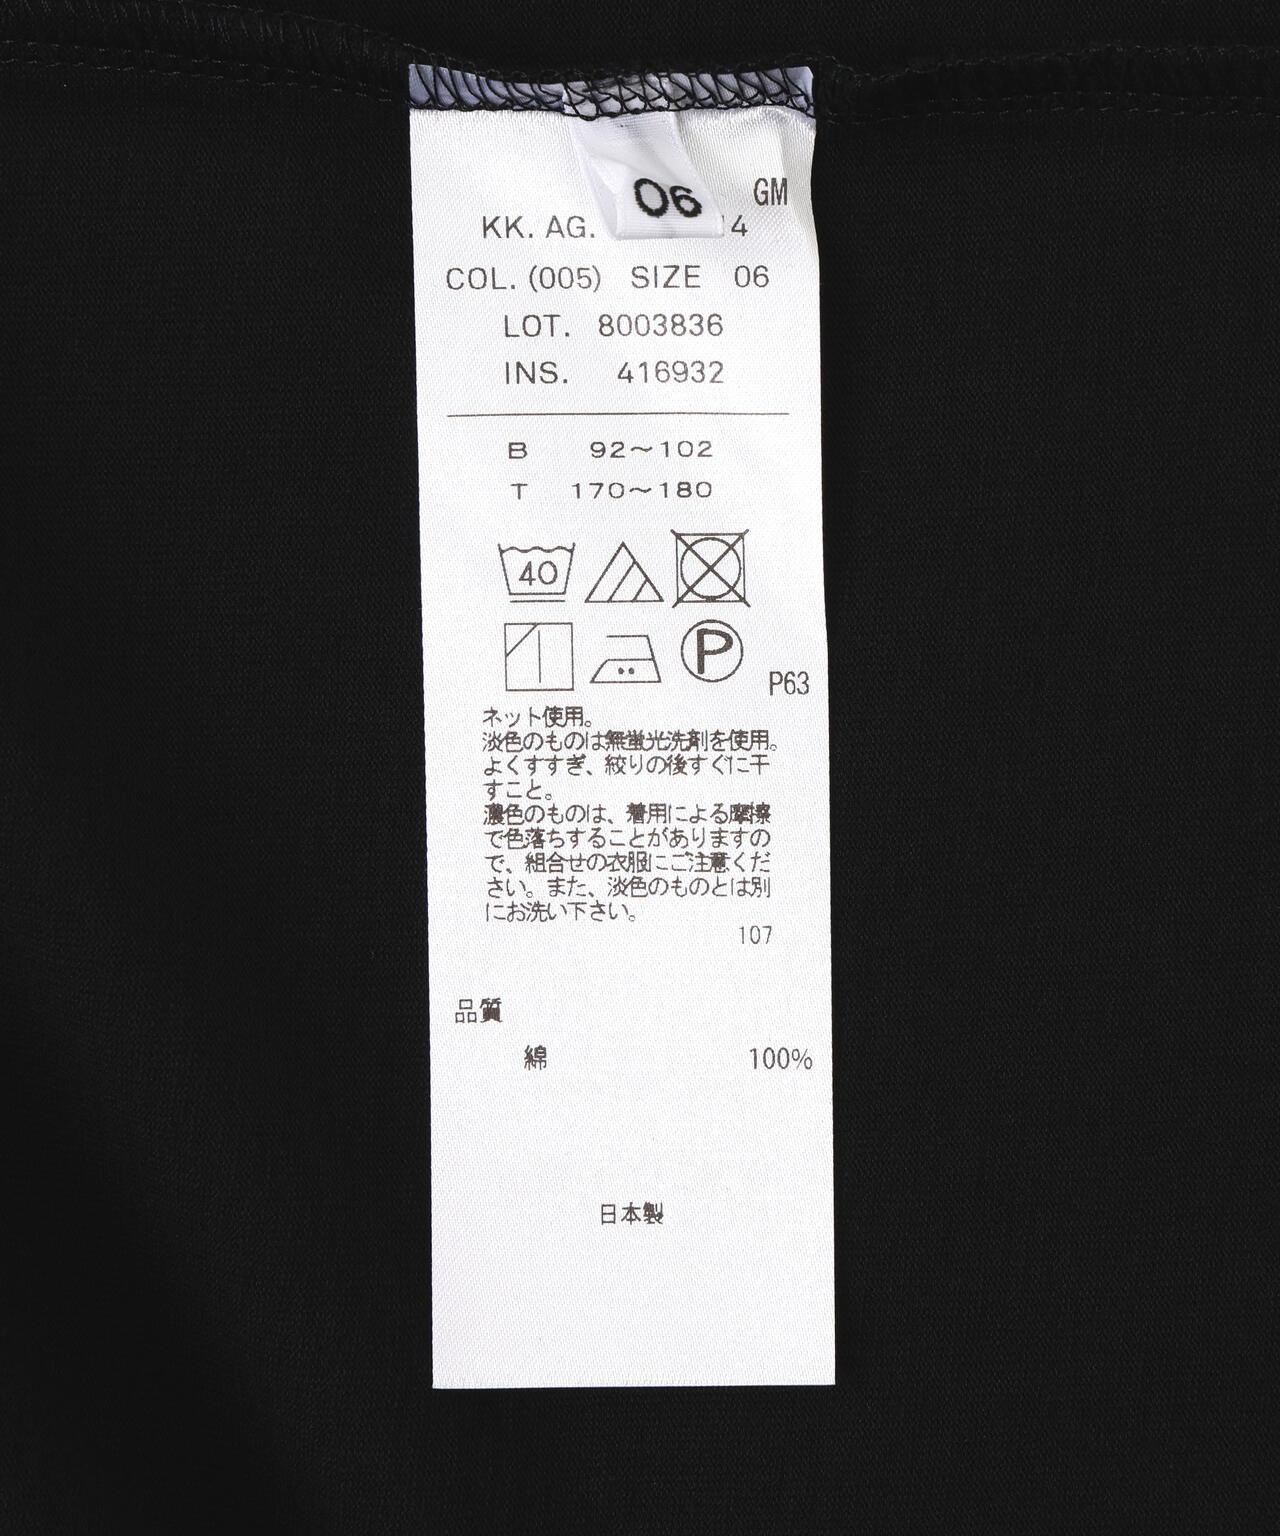 06
GM
KK. AG. 4
COL. (005) SIZE 06
LOT. 8003836
INS. 416932
B 92～102
T 170～180
40
P
P63
ネット使用。
淡色のものは無蛍光洗剤を使用。
よくすすぎ、絞りの後すぐに干
すこと。
濃色のものは、着用による摩擦
で色落ちすることがありますの
で、組合せの衣服にご注意くだ
さい。また、淡色のものとは別
にお洗い下さい。
107
品質
綿 100%
日本製